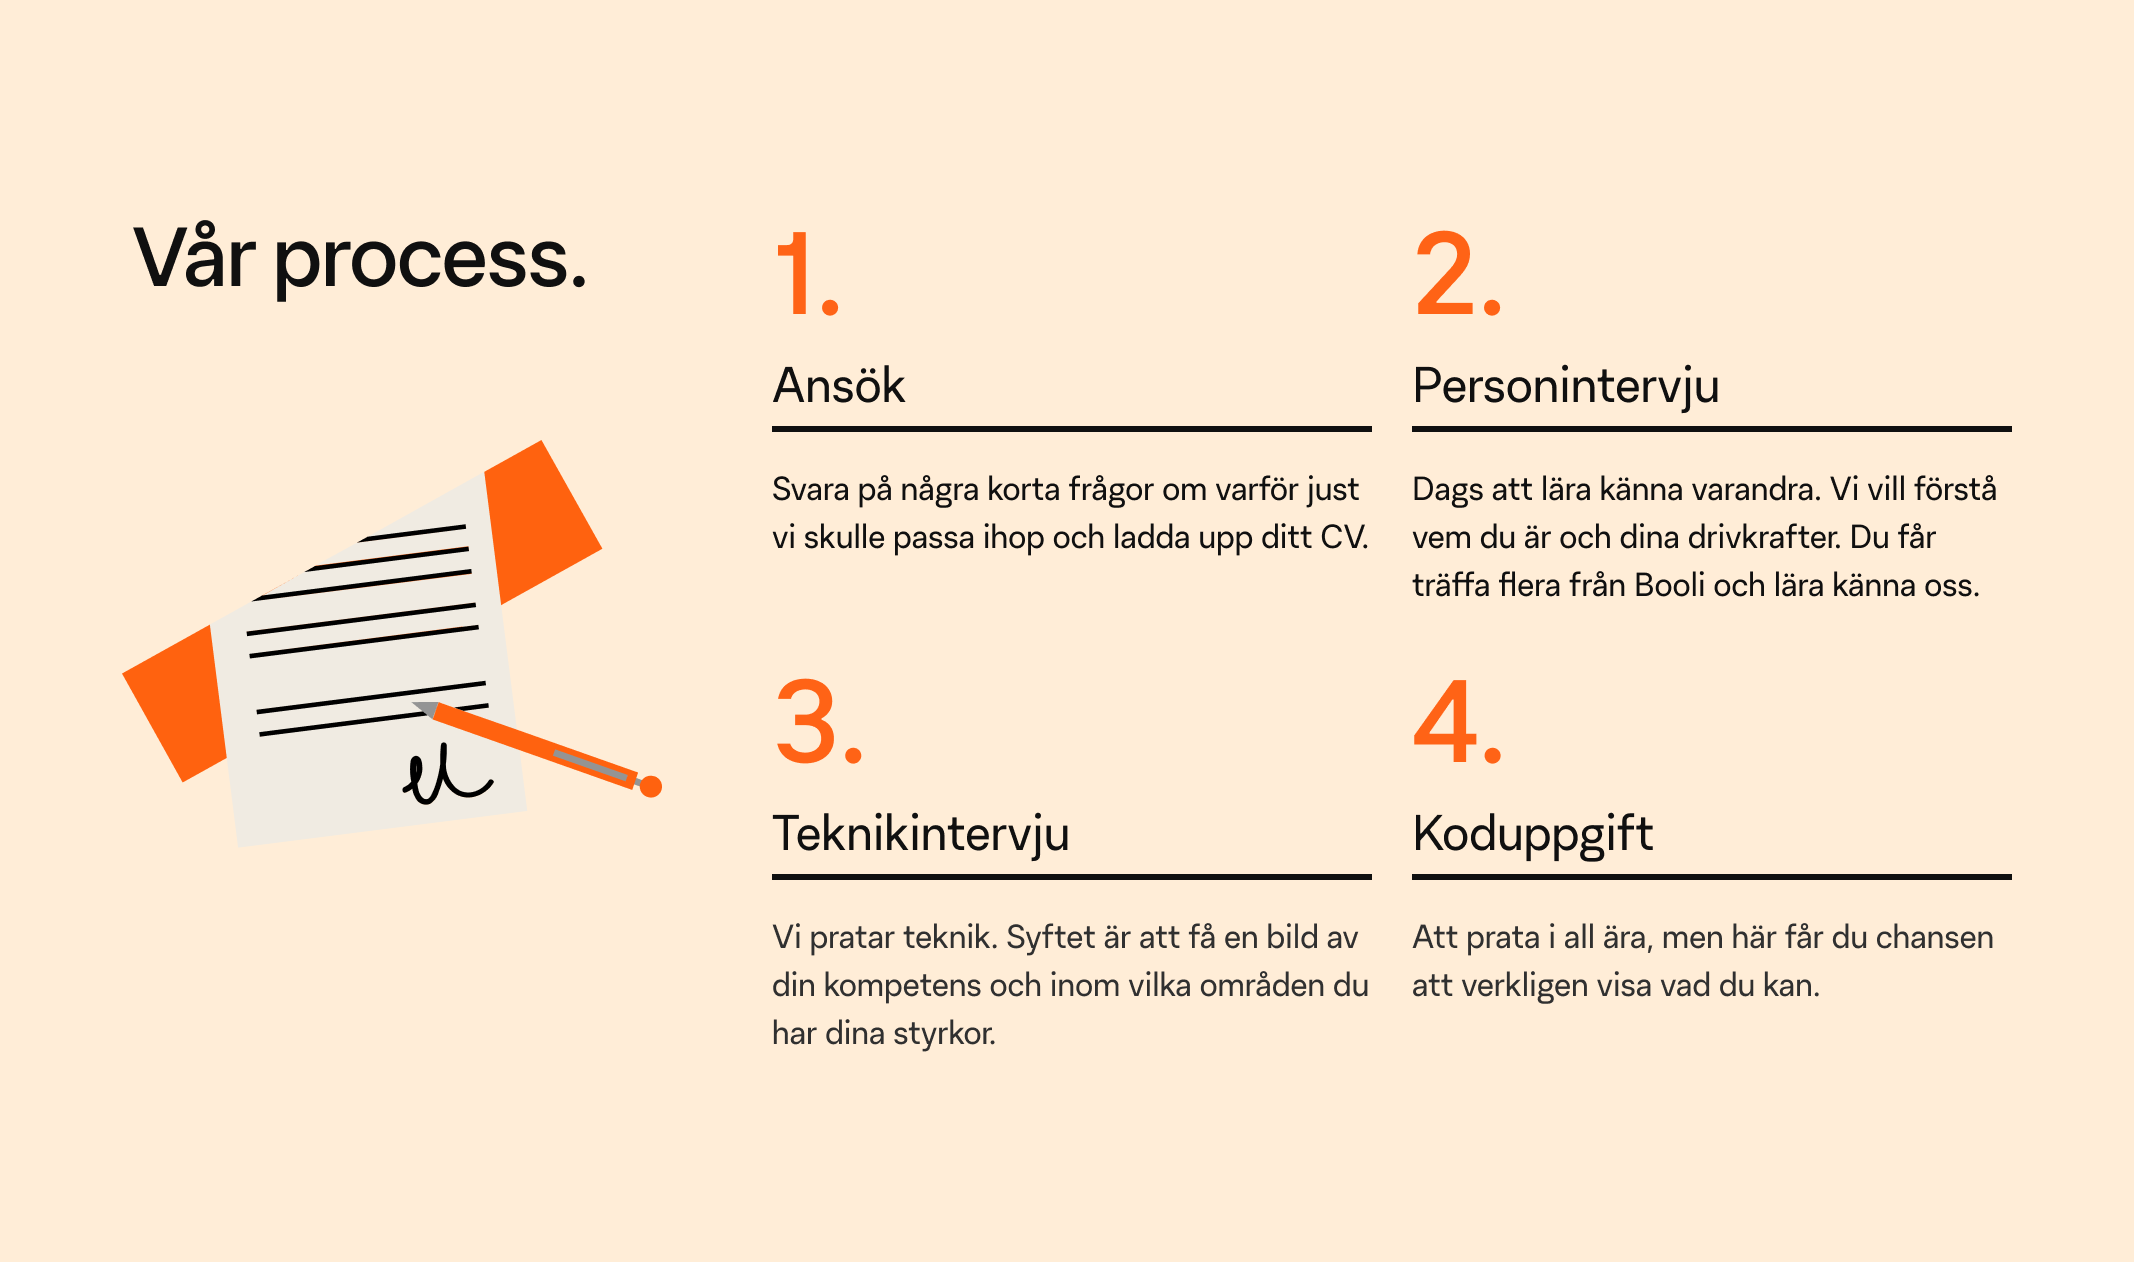 Vår process.
1.
Ansök
Svara på några korta frågor om varför just
vi skulle passa ihop och ladda upp ditt CV.
2.
Personintervju
Dags att lära känna varandra. Vi vill förstå
vem du är och dina drivkrafter. Du får
träffa flera från Booli och lära känna oss.
3.
Teknikintervju
Vi pratar teknik. Syftet är att få en bild av
din kompetens och inom vilka områden du
har dina styrkor.
4.
Koduppgift
Att prata i all ära, men här får du chansen
att verkligen visa vad du kan.